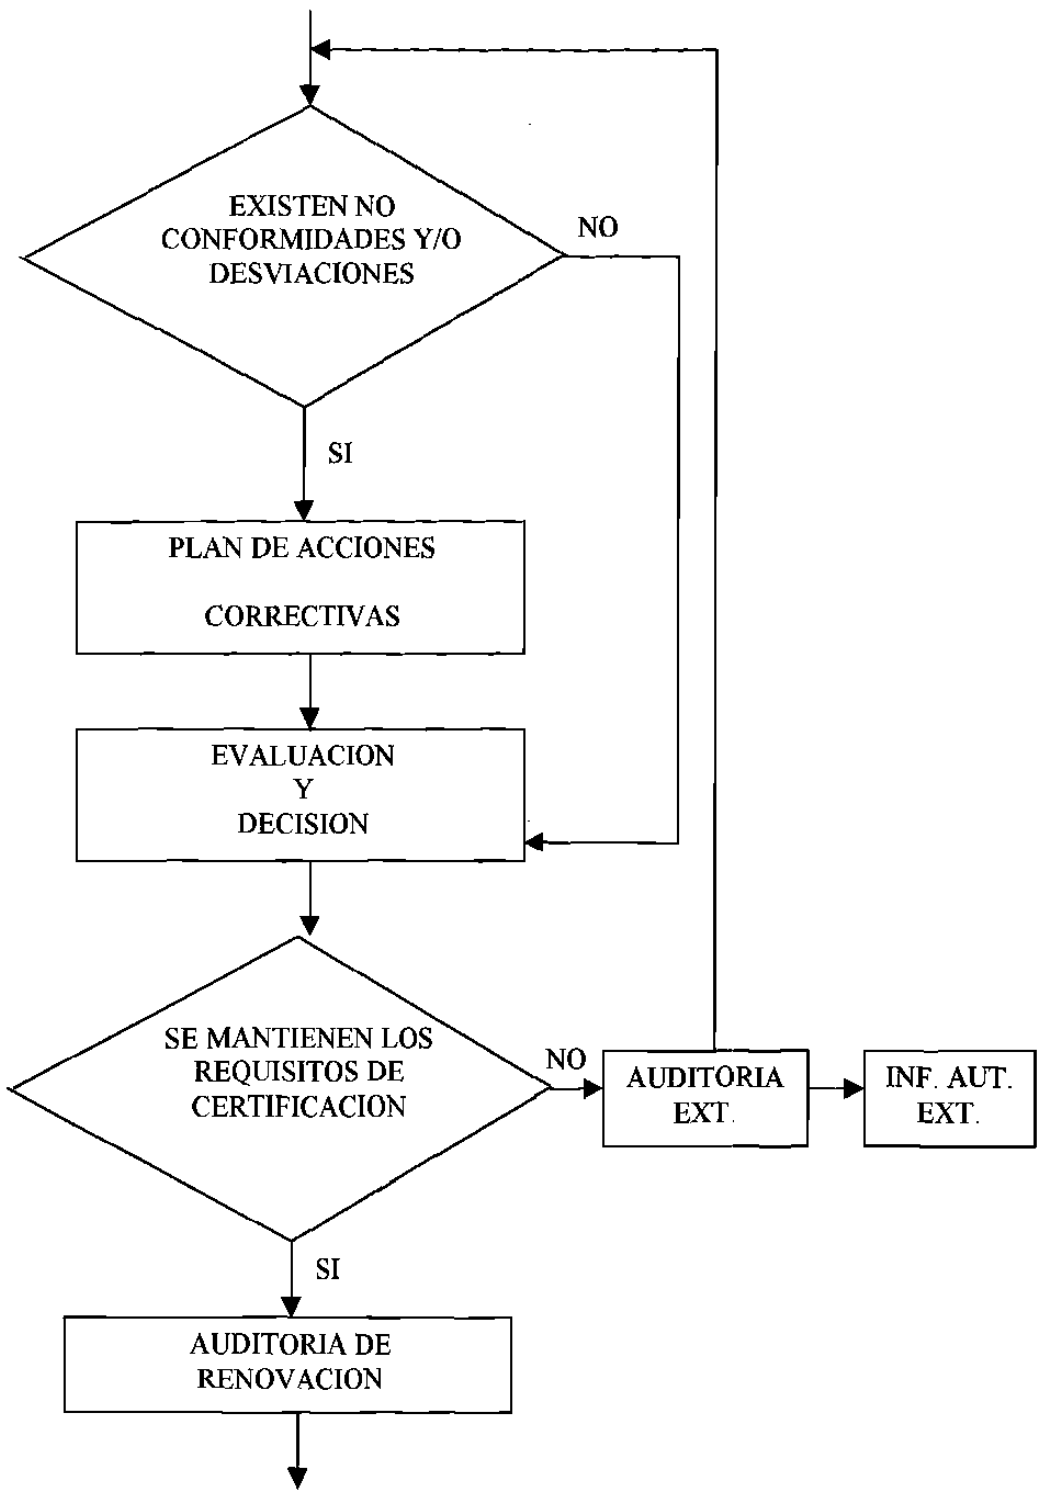 EXISTEN NO
CONFORMIDADES Y/O
DESVIACIONES
NO
SI
PLAN DE ACCIONES
CORRECTIVAS
EVALUACION
Y
DECISION
SE MANTIENEN LOS
REQUISITOS DE
CERTIFICACION
NO
AUDITORIA
EXT.
INF. AUT.
EXT.
SI
AUDITORIA DE
RENOVACION